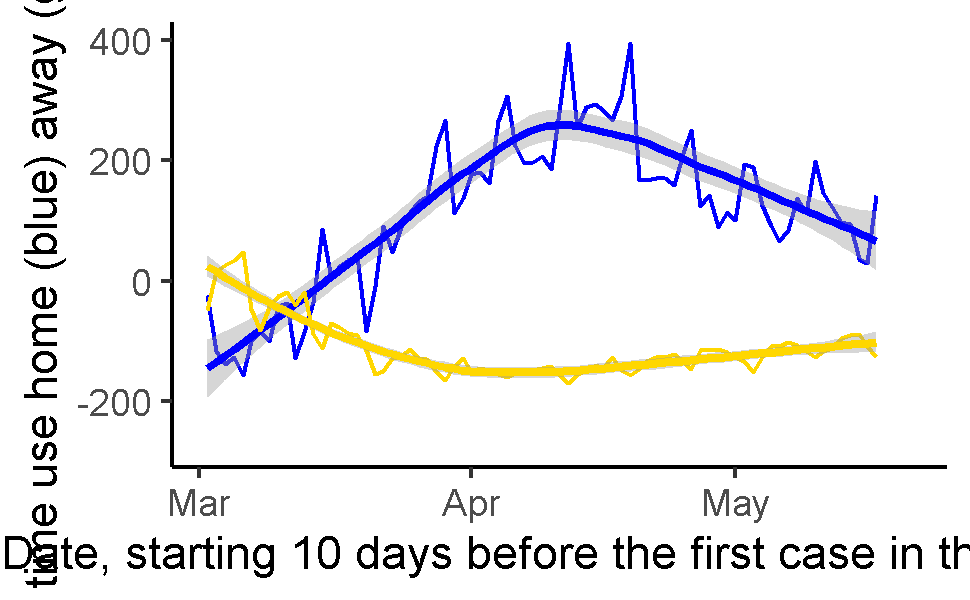 time use home (blue) away (g
400
200
0
-200
Mar Apr May
Date, starting 10 days before the first case in th